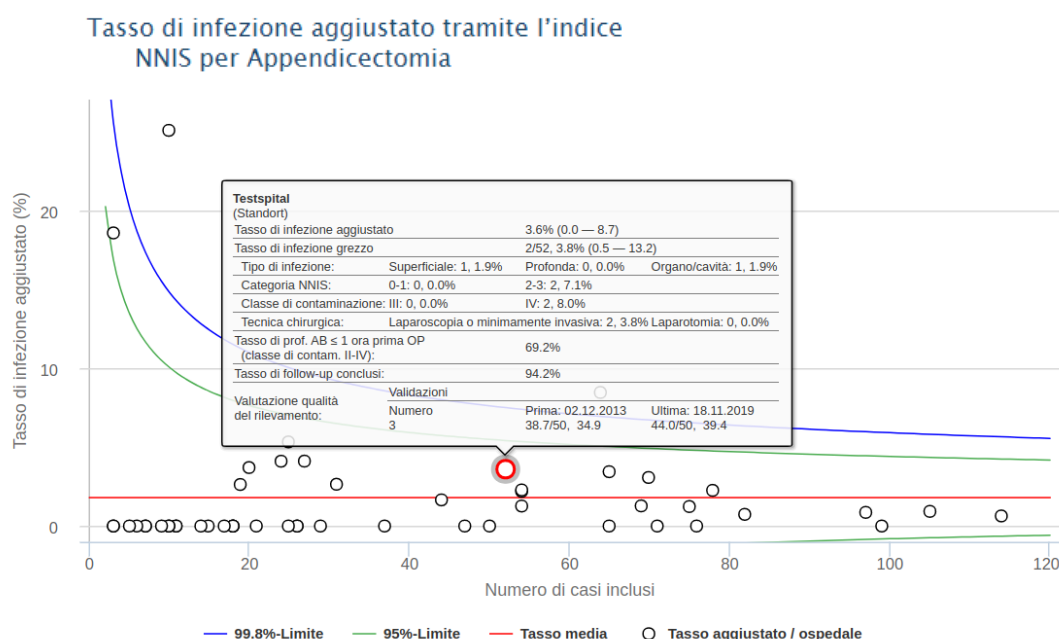 Tasso di infezione aggiustato tramite l’indice
NNIS per Appendicectomia
Tasso di infezione aggiustato (%)
20
10
0
Testspital
(Standort)
Tasso di infezione aggiustato 3.6% (0.0 — 8.7)
Tasso di infezione grezzo 2/52, 3.8% (0.5 — 13.2)
Tipo di infezione: Superficiale: 1, 1.9% Profonda: 0, 0.0% Organo/cavità: 1, 1.9%
Categoria NNIS: 0-1: 0, 0.0% 2-3: 2, 7.1%
Classe di contaminazione: III: 0, 0.0% IV: 2, 8.0%
Tecnica chirurgica: Laparoscopia o minimamente invasiva: 2, 3.8% Laparotomia: 0, 0.0%
Tasso di prof. AB ≤ 1 ora prima OP
(classe di contam. II-IV): 69.2%
Tasso di follow-up conclusi: 94.2%
Valutazione qualità
del rilevamento:
Validazioni
Numero Prima: 02.12.2013 Ultima: 18.11.2019
3 38.7/50, 34.9 44.0/50, 39.4
0 20 40 60 80 100 120
Numero di casi inclusi
99.8%-Limite 95%-Limite Tasso media Tasso aggiustato / ospedale